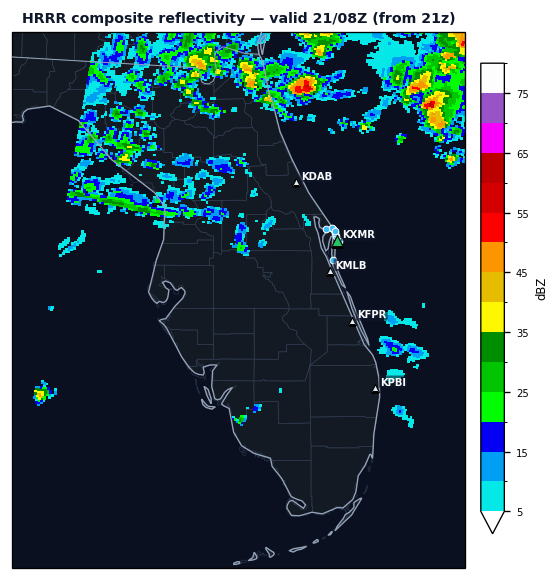 HRRR composite reflectivity — valid 21/08Z (from 21z)
KDAB
KXMR
KMLB
KFPR
KPBI
75
65
55
45
35
25
15
5
dBZ